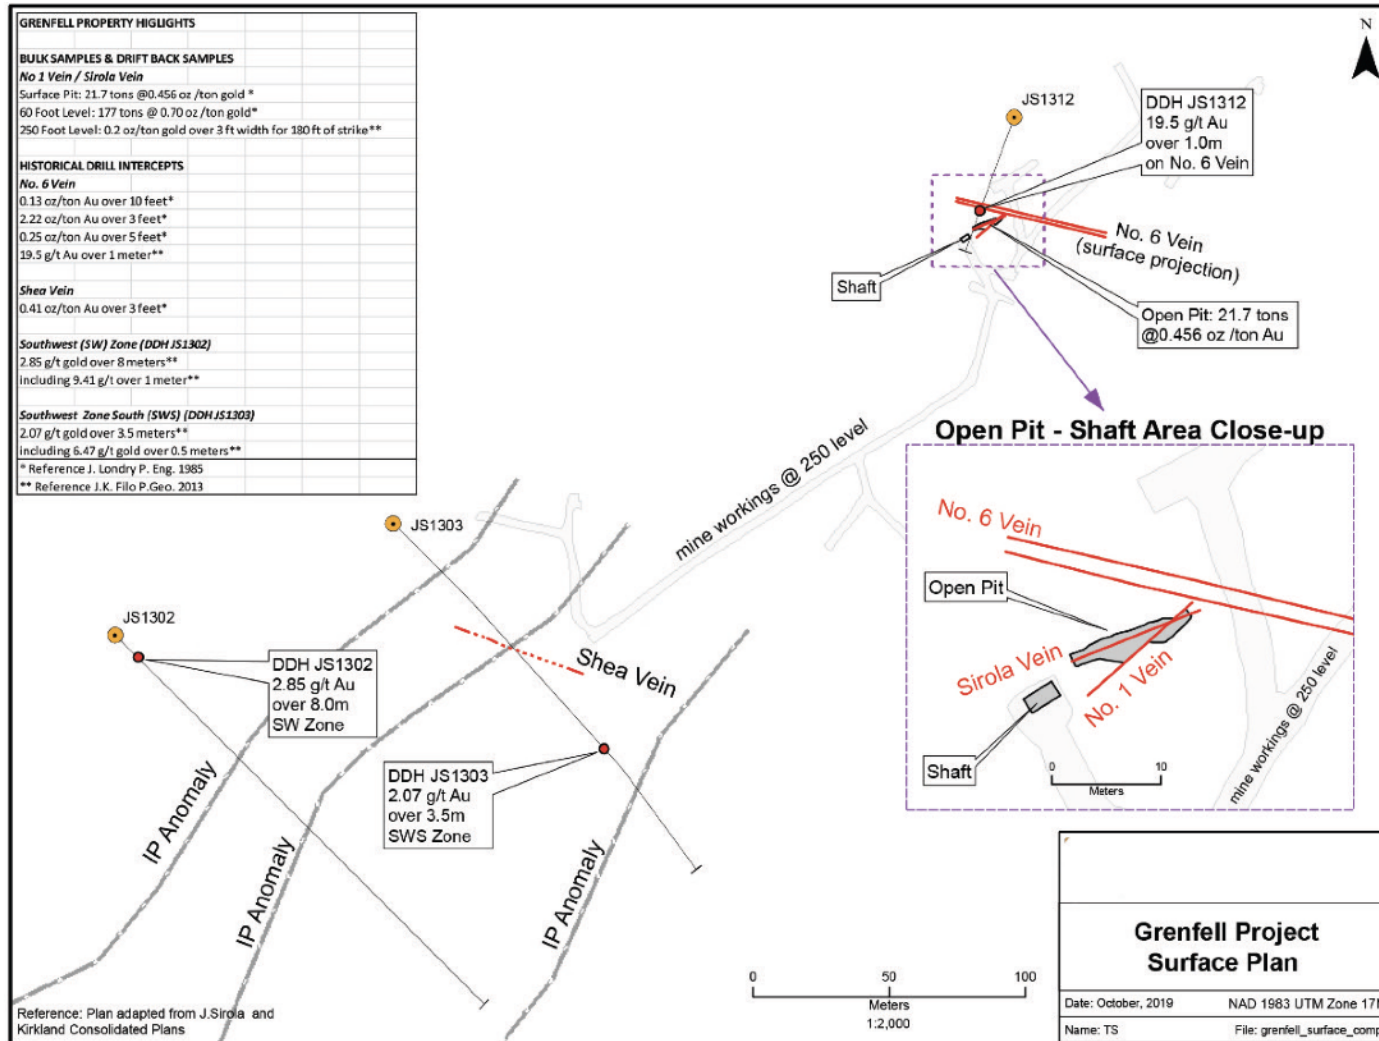 GRENFELL PROPERTY HIGLIGHTS
BULK SAMPLES & DRIFT BACK SAMPLES
No 1 Vein / Sirola Vein
Surface Pit: 21.7 tons @0.456 oz /ton gold *
60 Foot Level: 177 tons @ 0.70 oz /ton gold*
250 Foot Level: 0.2 oz/ton gold over 3 ft width for 180 ft of strike**
HISTORICAL DRILL INTERCEPTS
No. 6 Vein
0.13 oz/ton Au over 10 feet*
2.22 oz/ton Au over 3 feet*
0.25 oz/ton Au over 5 feet*
19.5 g/t Au over 1 meter**
Shea Vein
0.41 oz/ton Au over 3 feet*
Southwest (SW) Zone (DDH JS1302)
2.85 g/t gold over 8 meters**
including 9.41 g/t over 1 meter**
Southwest Zone South (SWS) (DDH JS1303)
2.07 g/t gold over 3.5 meters**
including 6.47 g/t gold over 0.5 meters**
* Reference J. Londry P. Eng. 1985
** Reference J.K. Filo P.Geo. 2013
N
JS1312
DDH JS1312
19.5 g/t Au
over 1.0m
on No. 6 Vein
No. 6 Vein
(surface projection)
Shaft
Open Pit: 21.7 tons
@0.456 oz /ton Au
mine workings @ 250 level
Open Pit - Shaft Area Close-up
No. 6 Vein
Open Pit
Sirola Vein
No. 1 Vein
Shaft
0 10
Meters
mine workings @ 250 level
JS1303
JS1302
DDH JS1302
2.85 g/t Au
over 8.0m
SW Zone
Shea Vein
DDH JS1303
2.07 g/t Au
over 3.5m
SWS Zone
IP Anomaly
IP Anomaly
IP Anomaly
0 50 100
Meters
1:2,000
Reference: Plan adapted from J.Sirola and
Kirkland Consolidated Plans
Grenfell Project
Surface Plan
Date: October, 2019 NAD 1983 UTM Zone 17N
Name: TS File: grenfell_surface_comp